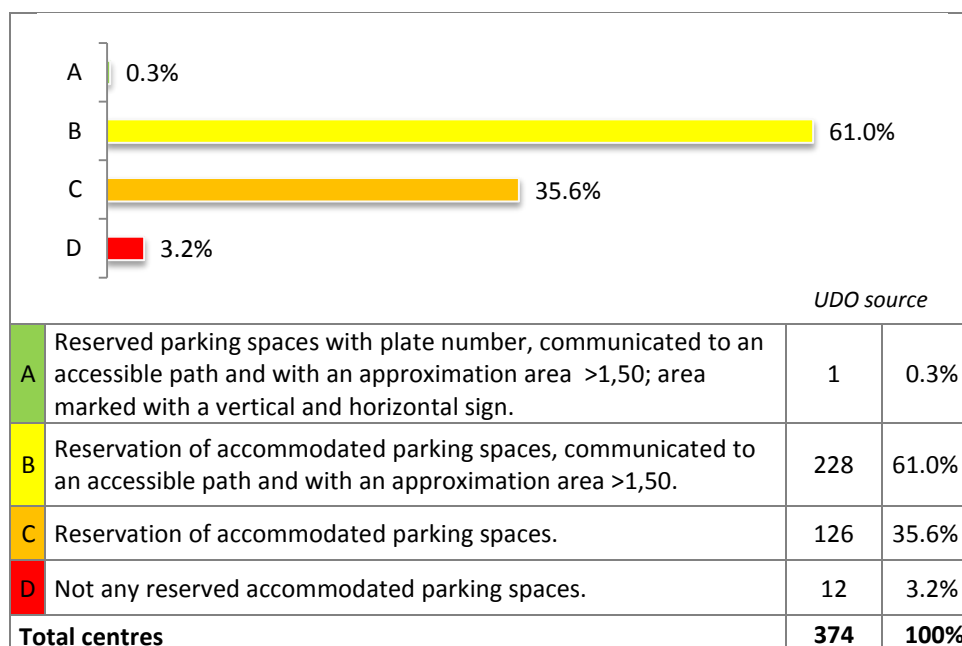 A 0.3%
B 61.0%
C 35.6%
D 3.2%
UDO source
A Reserved parking spaces with plate number, communicated to an accessible path and with an approximation area >1,50; area marked with a vertical and horizontal sign. 1 0.3%
B Reservation of accommodated parking spaces, communicated to an accessible path and with an approximation area >1,50. 228 61.0%
C Reservation of accommodated parking spaces. 126 35.6%
D Not any reserved accommodated parking spaces. 12 3.2%
Total centres 374 100%